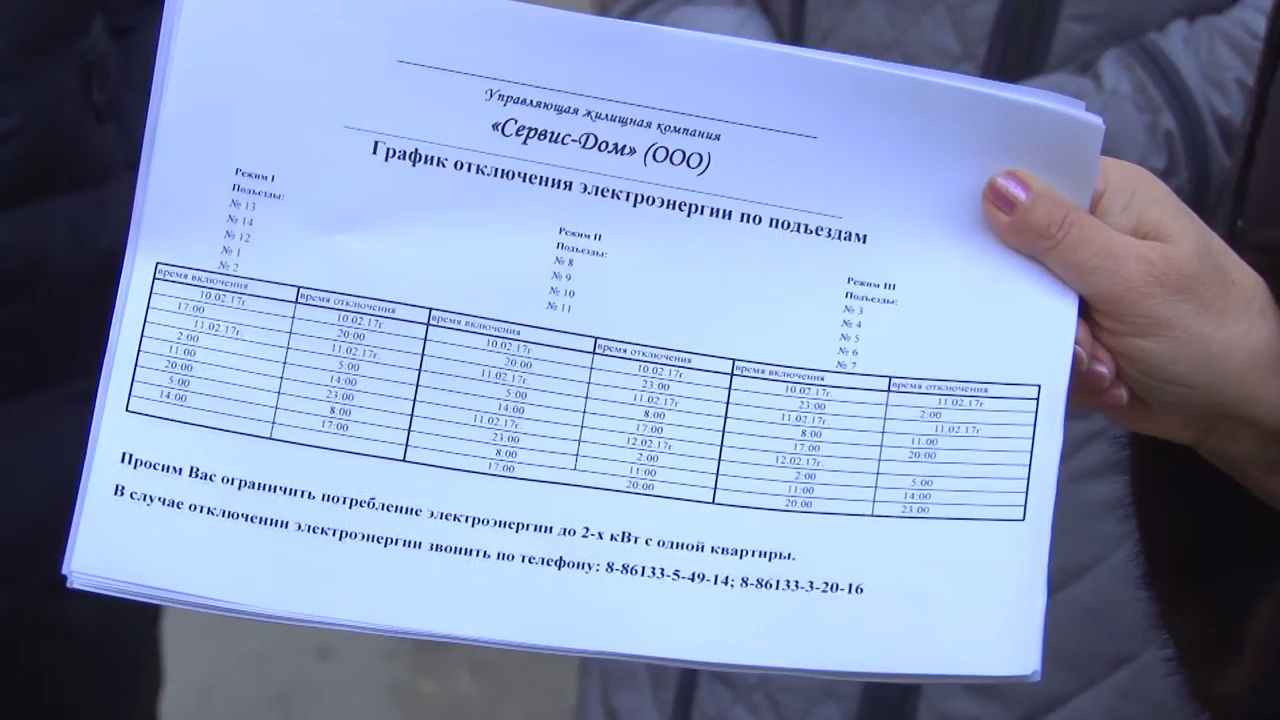 Управляющая жилищная компания
«Сервис-Дом» (ООО)
График отключения электроэнергии по подъездам
Режим I
Подъезды:
№ 13
№ 14
№ 12
№ 1
№ 2
Режим II
Подъезды:
№ 8
№ 9
№ 10
№ 11
Режим III
Подъезды:
№ 3
№ 4
№ 5
№ 6
№ 7
время включения время отключения время включения время отключения время включения время отключения
10.02.17г. 10.02.17г. 10.02.17г. 10.02.17г. 10.02.17г. 11.02.17г
17:00 20:00 20:00 23:00 23:00 2:00
11.02.17г. 11.02.17г. 11.02.17г. 11.02.17г. 11.02.17г. 11.02.17г
2:00 5:00 5:00 8:00 8:00 11:00
11:00 14:00 14:00 17:00 17:00 20:00
20:00 23:00 11.02.17г. 12.02.17г 12.02.17г.
5:00 8:00 23:00 2:00 2:00 5:00
14:00 17:00 8:00 11:00 11:00 14:00
17:00 20:00 20:00 23:00
Просим Вас ограничить потребление электроэнергии до 2-х кВт с одной квартиры.
В случае отключении электроэнергии звонить по телефону: 8-86133-5-49-14; 8-86133-3-20-16